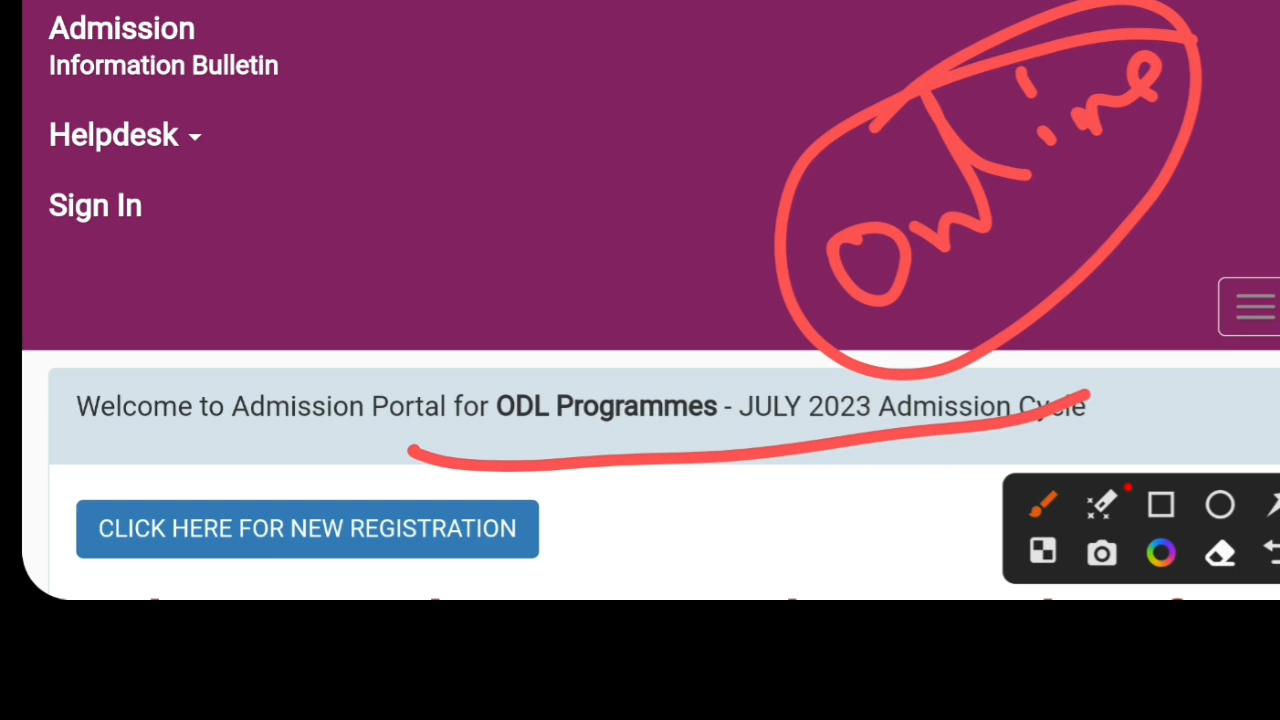 Admission
Information Bulletin
Helpdesk
Sign In
Online
Welcome to Admission Portal for ODL Programmes - JULY 2023 Admission Cycle
CLICK HERE FOR NEW REGISTRATION